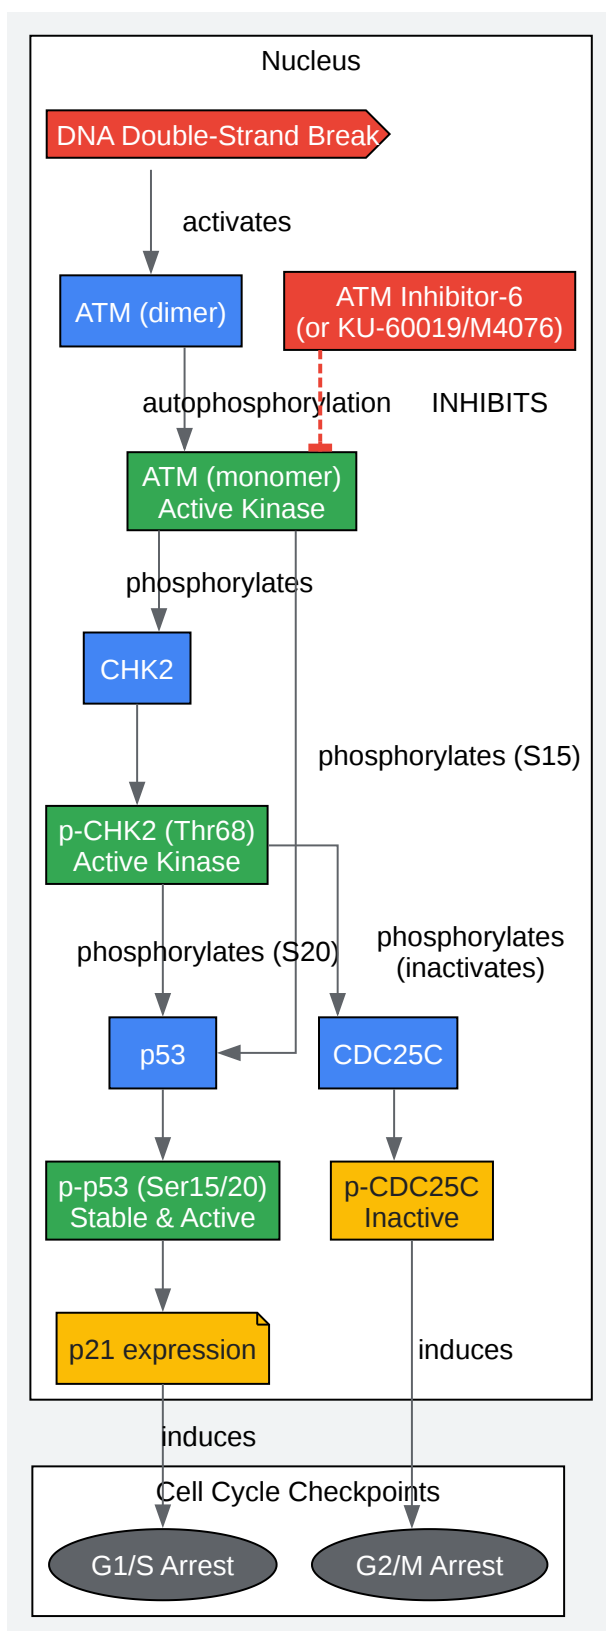 Nucleus
DNA Double-Strand Break
activates
ATM (dimer)
ATM Inhibitor-6
(or KU-60019/M4076)
autophosphorylation
INHIBITS
ATM (monomer)
Active Kinase
phosphorylates
CHK2
phosphorylates (S15)
p-CHK2 (Thr68)
Active Kinase
phosphorylates (S20)
phosphorylates
(inactivates)
p53
CDC25C
p-p53 (Ser15/20)
Stable & Active
p-CDC25C
Inactive
p21 expression
induces
induces
Cell Cycle Checkpoints
G1/S Arrest
G2/M Arrest